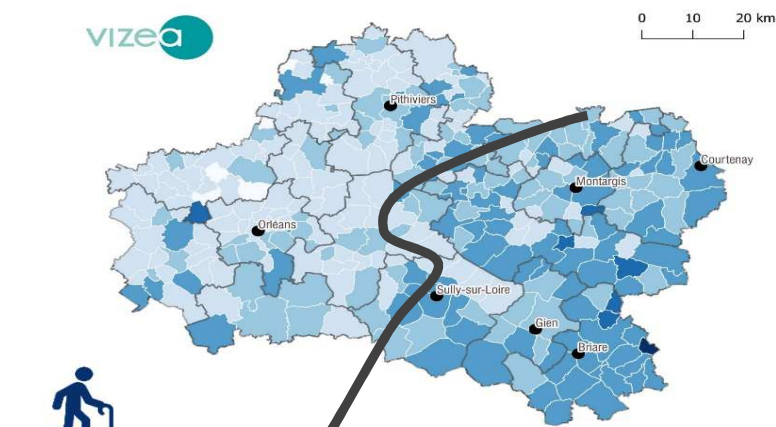 vizea
0 10 20 km
Pithiviers
Courtenay
Montargis
Orléans
Sully-sur-Loire
Gien
Briare